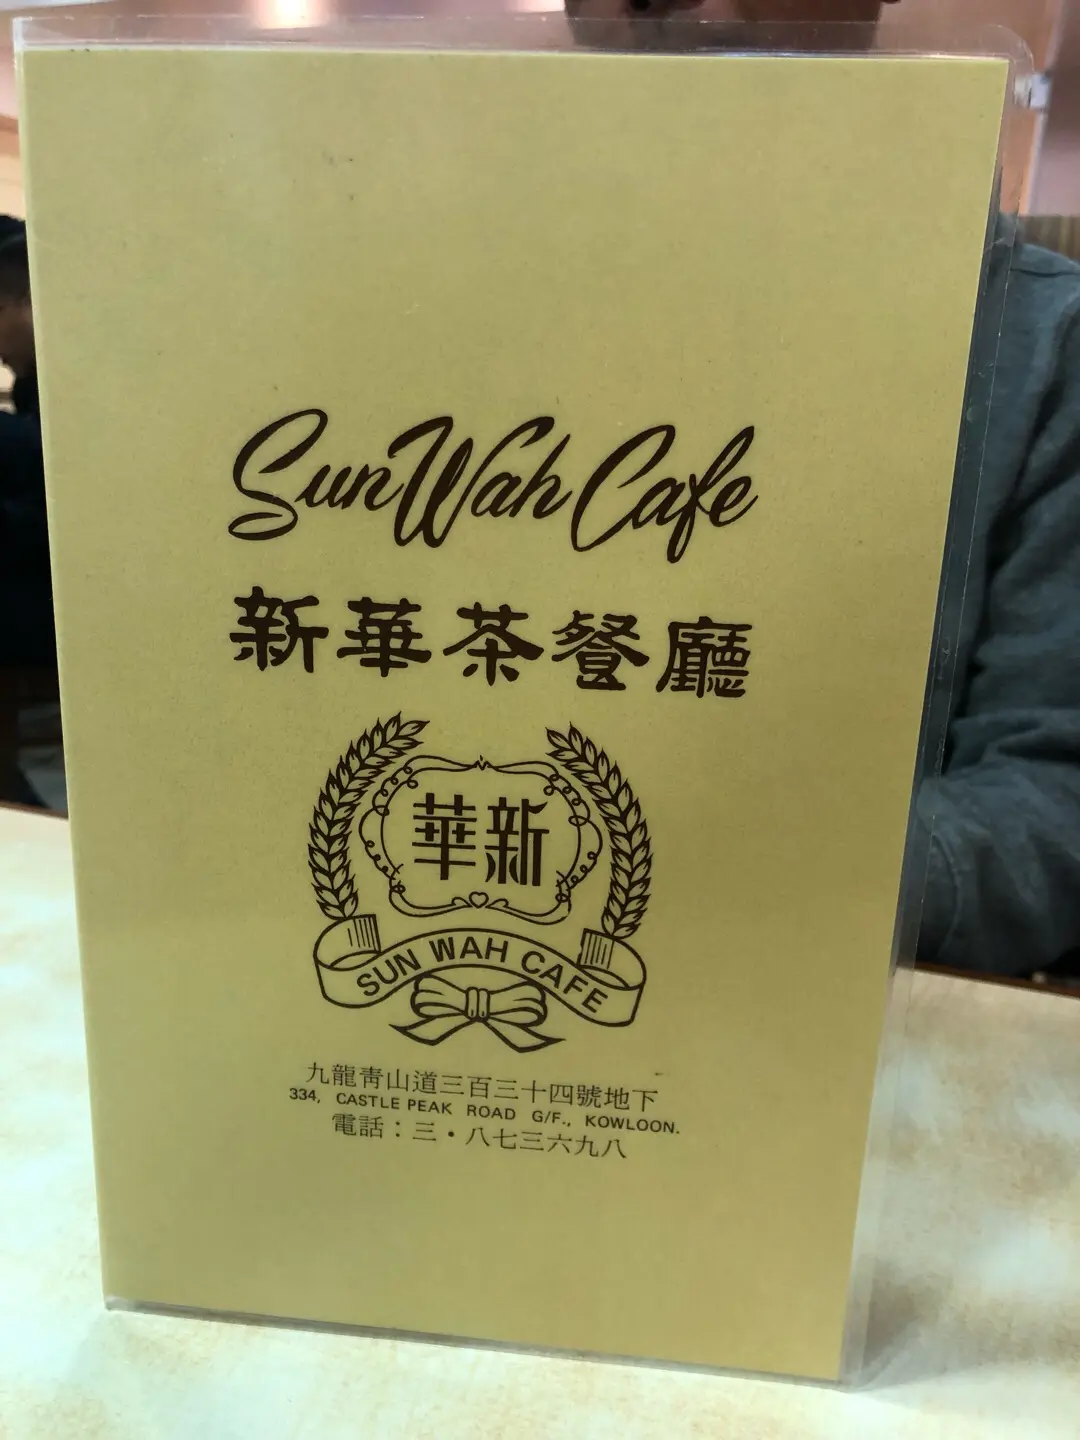 Sun Wah Cafe
新華茶餐廳
華新
SUN WAH CAFE
九龍靑山道三百三十四號地下
334, CASTLE PEAK ROAD G/F., KOWLOON.
電話：三·八七三六九八